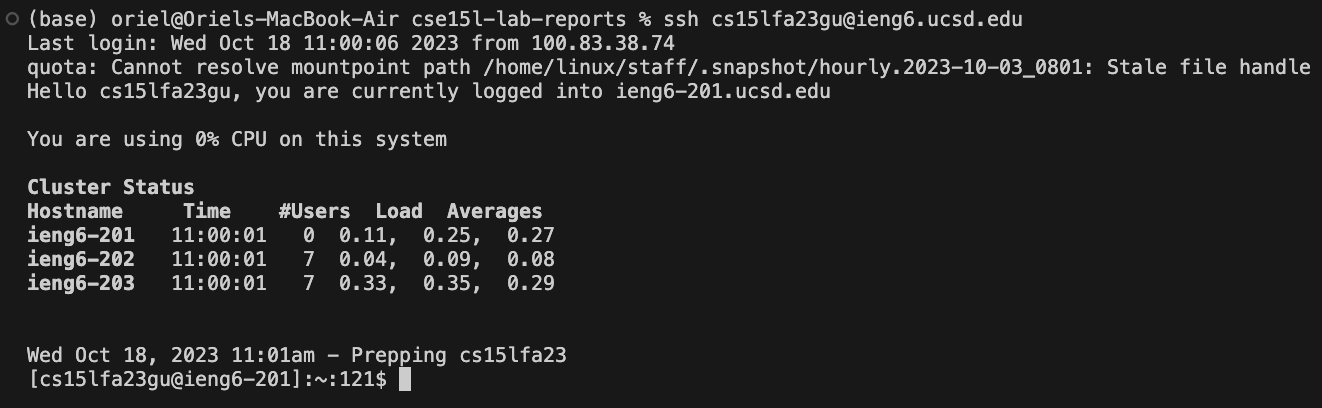 (base) oriel@Oriels-MacBook-Air cse15l-lab-reports % ssh cs15lfa23gu@ieng6.ucsd.edu
Last login: Wed Oct 18 11:00:06 2023 from 100.83.38.74
quota: Cannot resolve mountpoint path /home/linux/staff/.snapshot/hourly.2023-10-03_0801: Stale file handle
Hello cs15lfa23gu, you are currently logged into ieng6-201.ucsd.edu
You are using 0% CPU on this system
Cluster Status
Hostname     Time    #Users  Load  Averages
ieng6-201   11:00:01   0  0.11,  0.25,  0.27
ieng6-202   11:00:01   7  0.04,  0.09,  0.08
ieng6-203   11:00:01   7  0.33,  0.35,  0.29
Wed Oct 18, 2023 11:01am - Prepping cs15lfa23
[cs15lfa23gu@ieng6-201]:~:121$